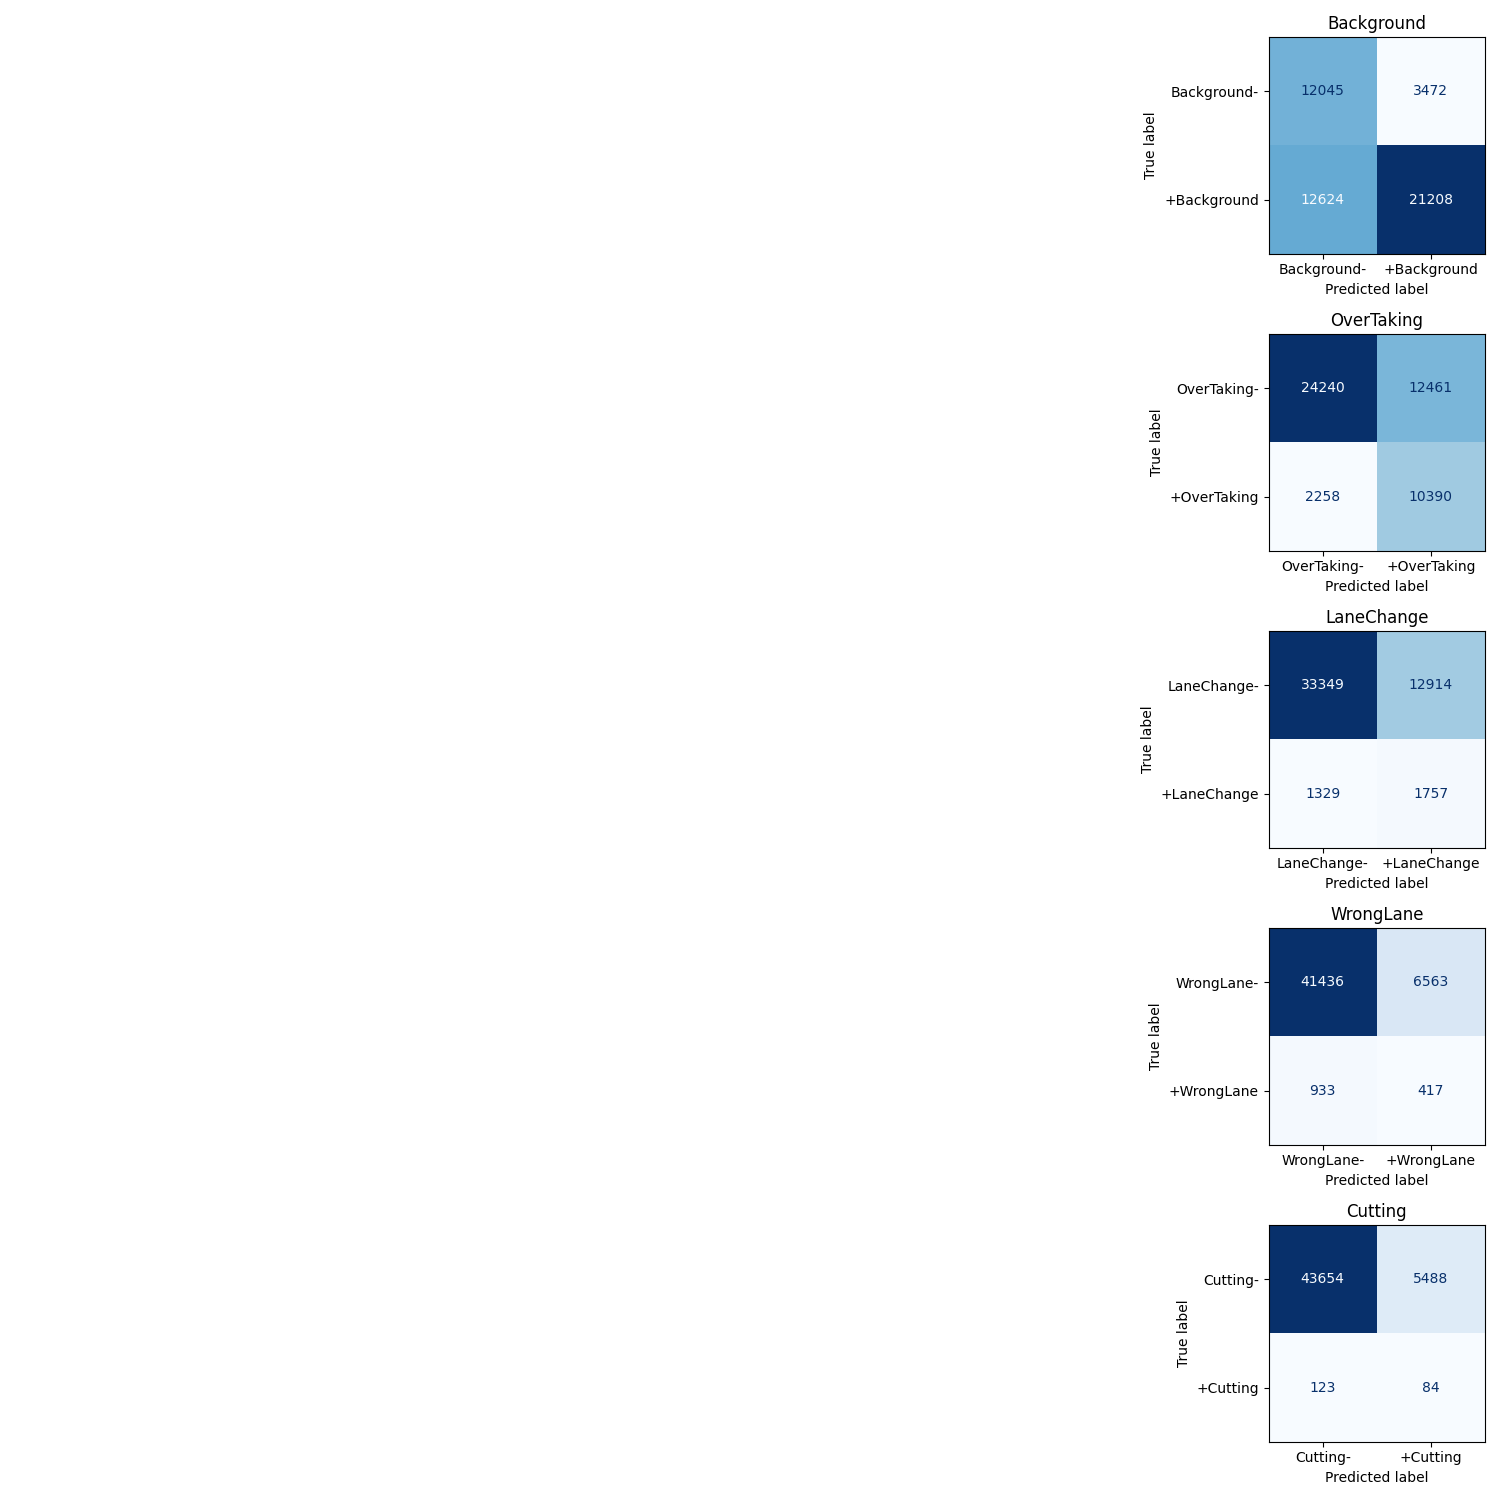 Background
Background-
12045 3472
True label
+Background
12624 21208
Background- +Background
Predicted label
OverTaking
OverTaking-
24240 12461
True label
+OverTaking
2258 10390
OverTaking- +OverTaking
Predicted label
LaneChange
LaneChange-
33349 12914
True label
+LaneChange
1329 1757
LaneChange- +LaneChange
Predicted label
WrongLane
WrongLane-
41436 6563
True label
+WrongLane
933 417
WrongLane- +WrongLane
Predicted label
Cutting
Cutting-
43654 5488
True label
+Cutting
123 84
Cutting- +Cutting
Predicted label